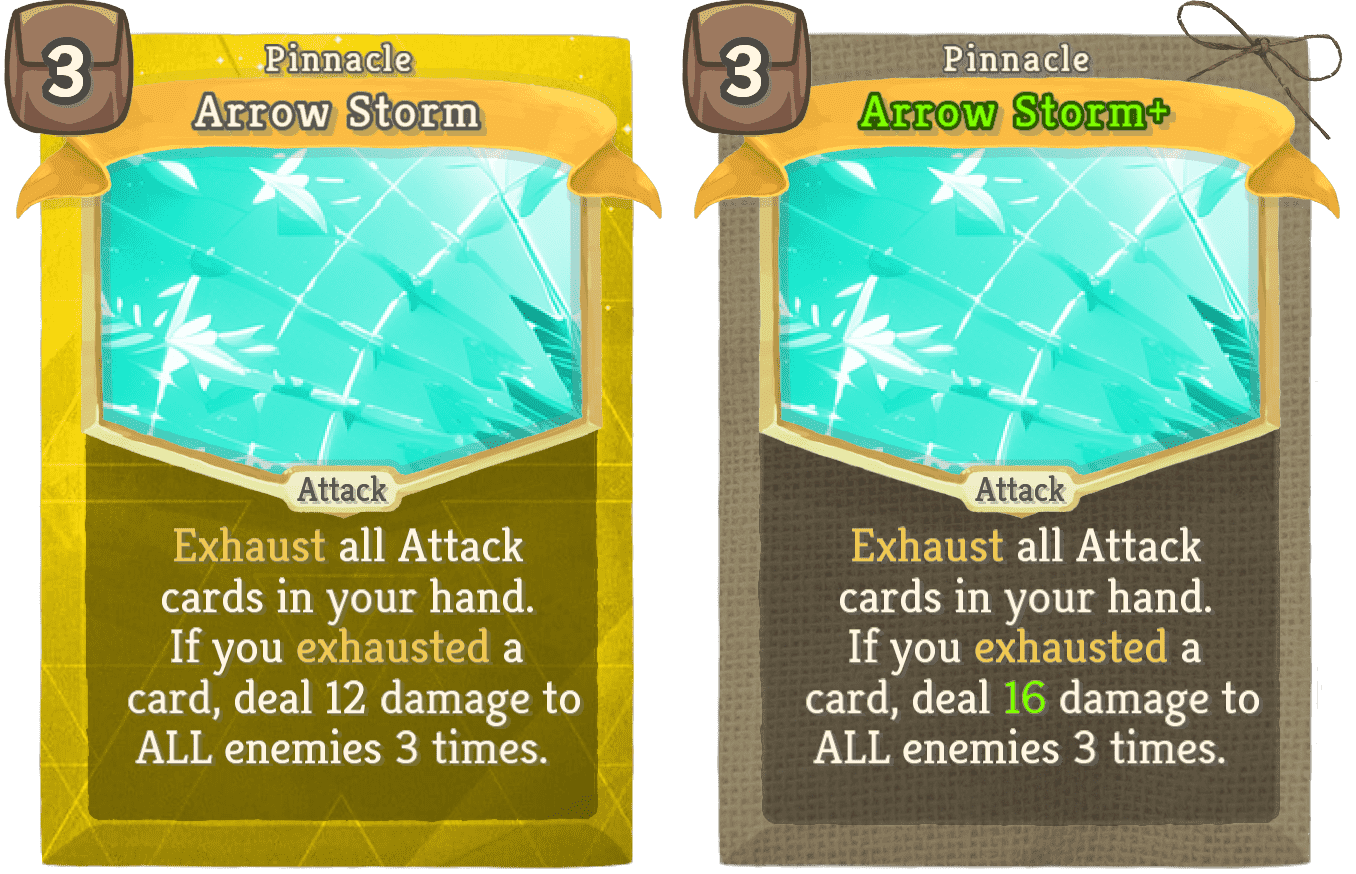 3
Pinnacle
Arrow Storm
Attack
Exhaust all Attack
cards in your hand.
If you exhausted a
card, deal 12 damage to
ALL enemies 3 times.
3
Pinnacle
Arrow Storm+
Attack
Exhaust all Attack
cards in your hand.
If you exhausted a
card, deal 16 damage to
ALL enemies 3 times.